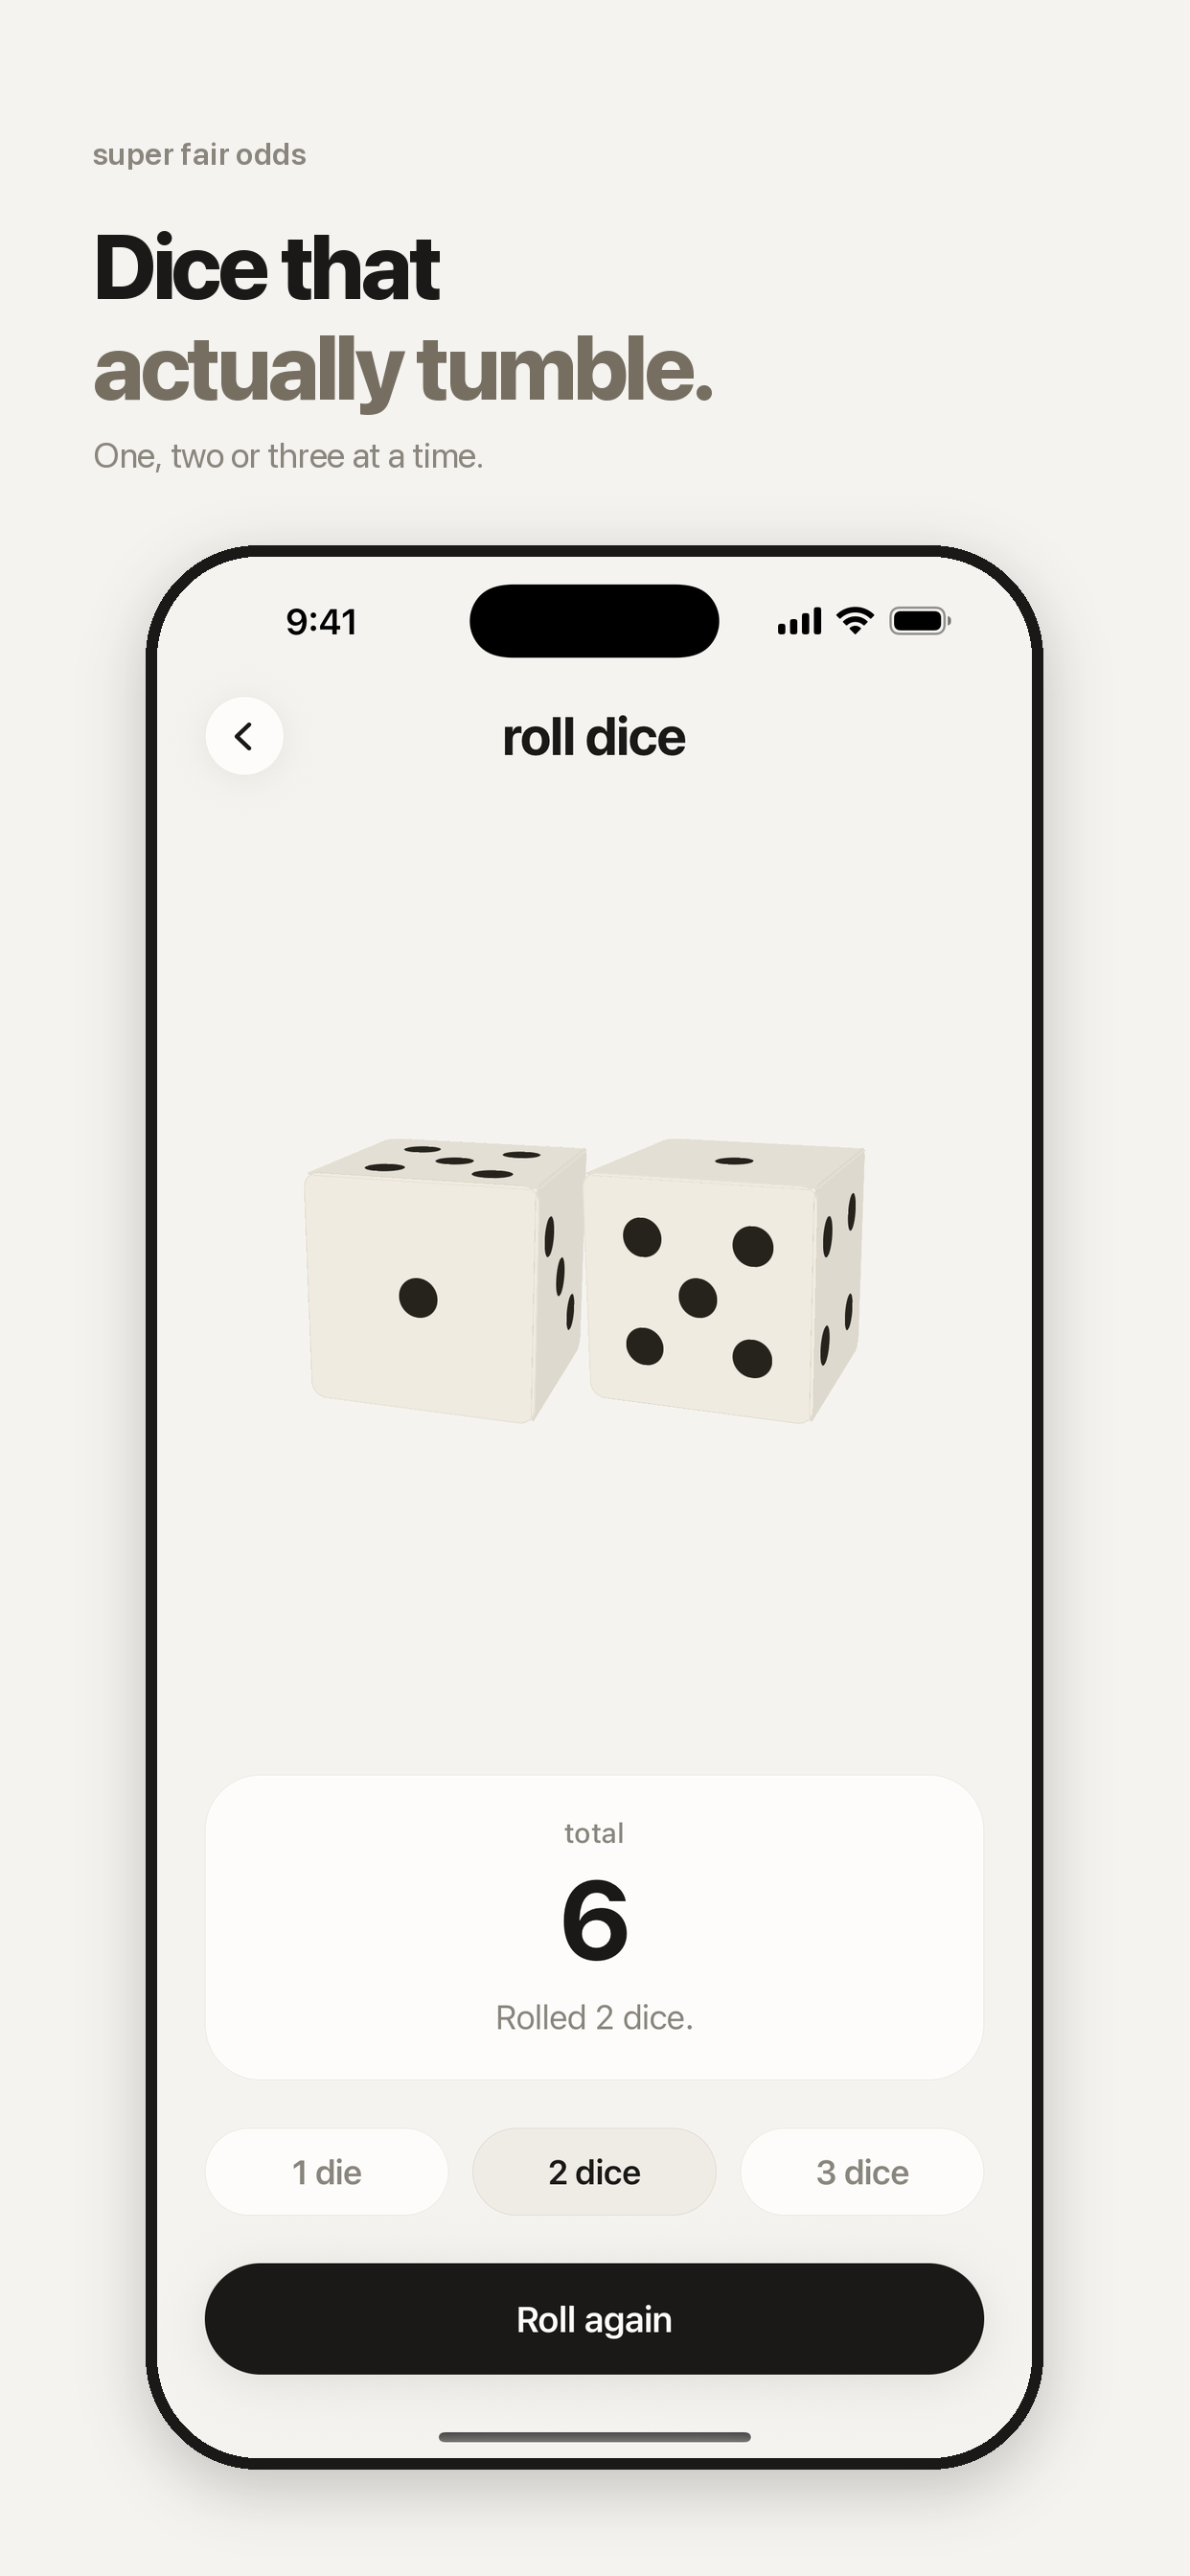 super fair odds
Dice that
actually tumble.
One, two or three at a time.
9:41
roll dice
total
6
Rolled 2 dice.
1 die
2 dice
3 dice
Roll again